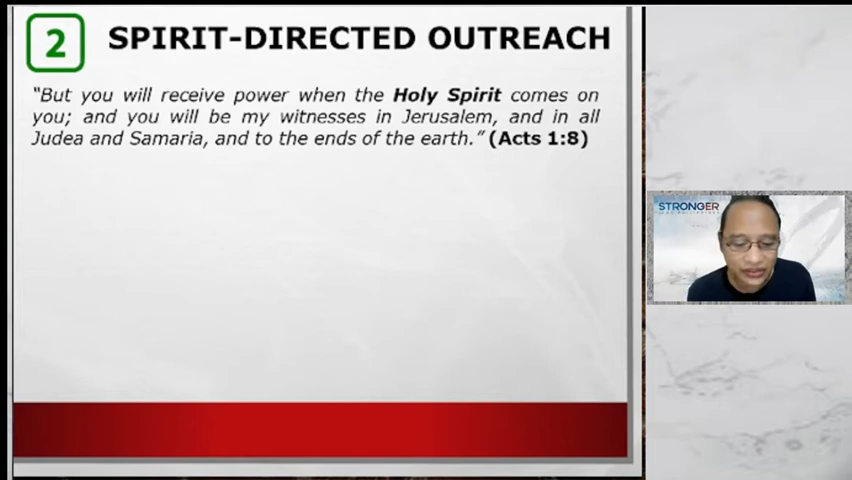 2
SPIRIT-DIRECTED OUTREACH
“But you will receive power when the Holy Spirit comes on
you; and you will be my witnesses in Jerusalem, and in all
Judea and Samaria, and to the ends of the earth.” (Acts 1:8)
STRONGER